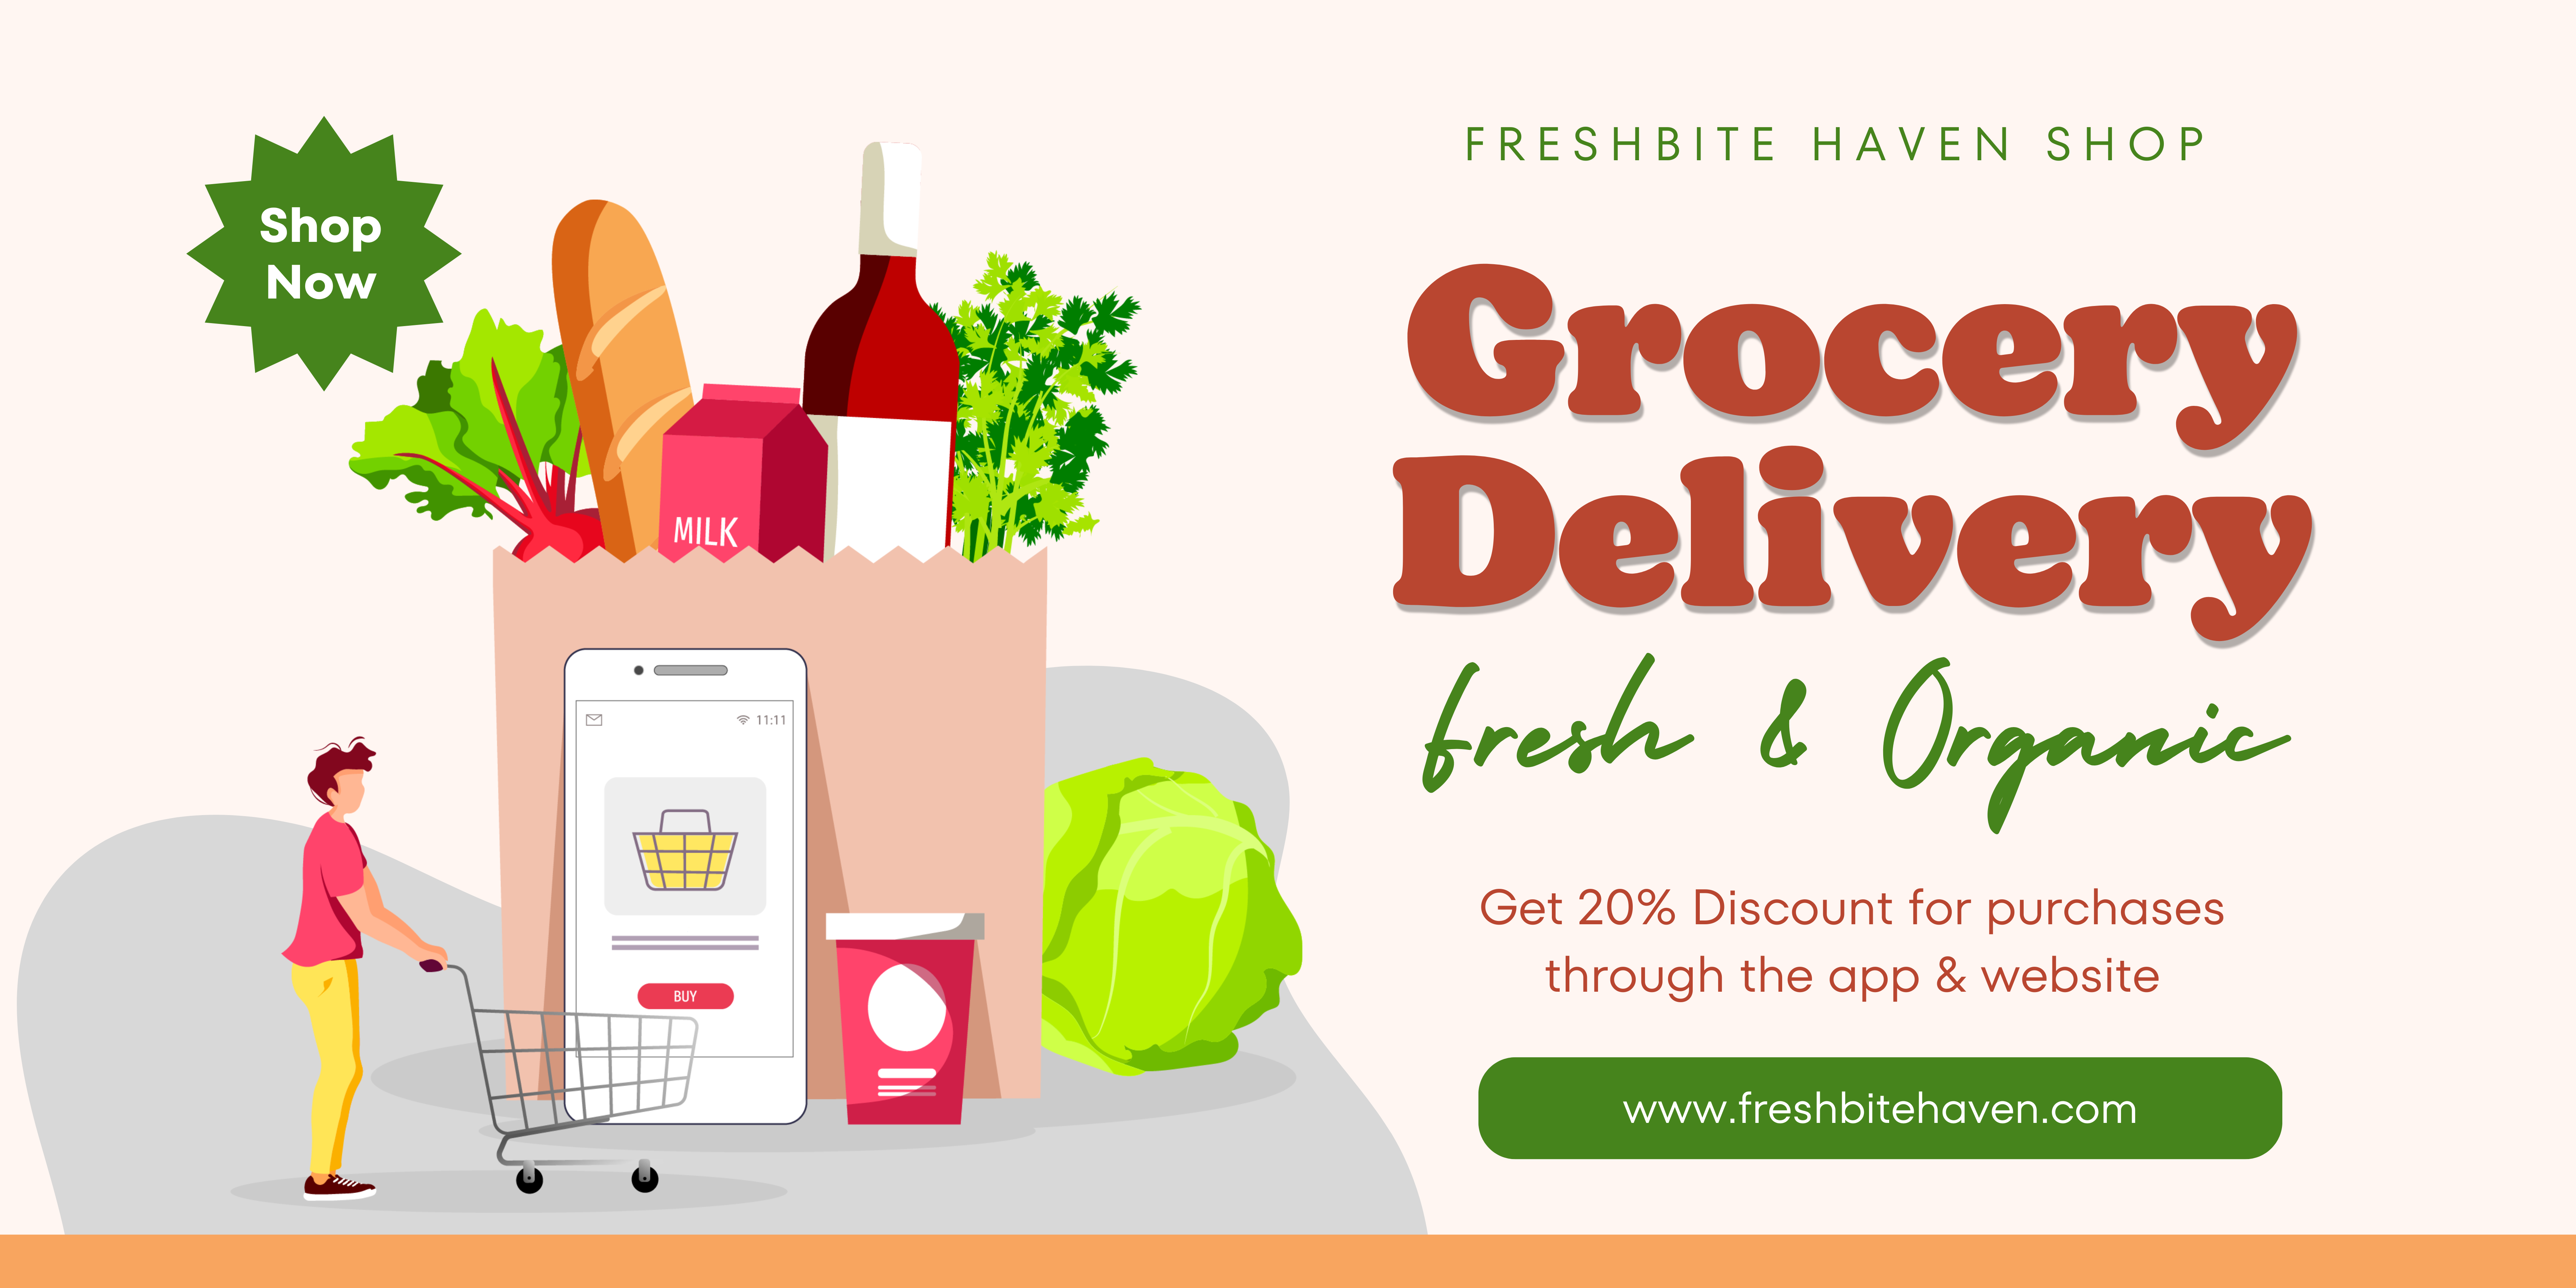 Shop
Now
MILK
11:11
BUY
FRESHBITE HAVEN SHOP
Grocery
Delivery
fresh & Organic
Get 20% Discount for purchases
through the app & website
www.freshbitehaven.com